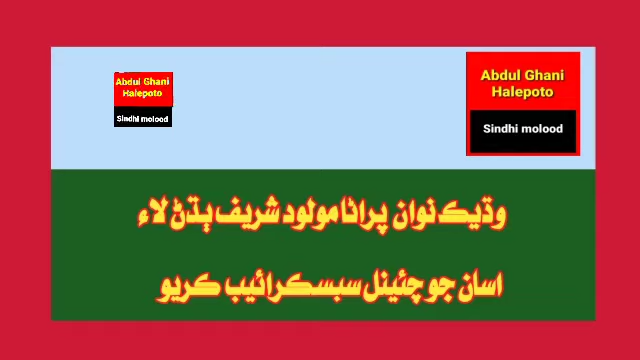 Abdul Ghani
Halepoto
Sindhi molood
Abdul Ghani
Halepoto
Sindhi molood
وڌيڪ نوان پراڻا مولود شريف ٻڌڻ لاءِ
اسان جو چئينل سبسڪرائيب ڪريو